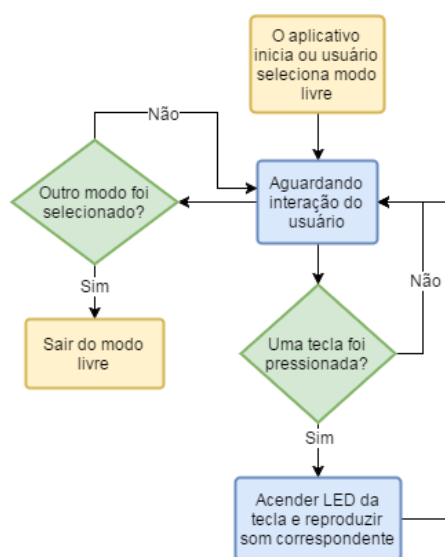 O aplicativo
inicia ou usuário
seleciona modo
livre
Não
Outro modo foi
selecionado?
Aguardando
interação do
usuário
Não
Sim
Sair do modo
livre
Uma tecla foi
pressionada?
Sim
Acender LED da
tecla e reproduzir
som correspondente